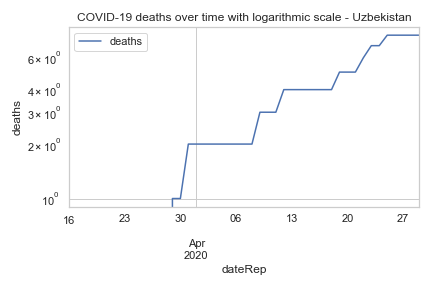 COVID-19 deaths over time with logarithmic scale - Uzbekistan
deaths
6 × 10⁰
4 × 10⁰
3 × 10⁰
2 × 10⁰
10⁰
deaths
16 23 30 06 13 20 27
Apr
2020
dateRep